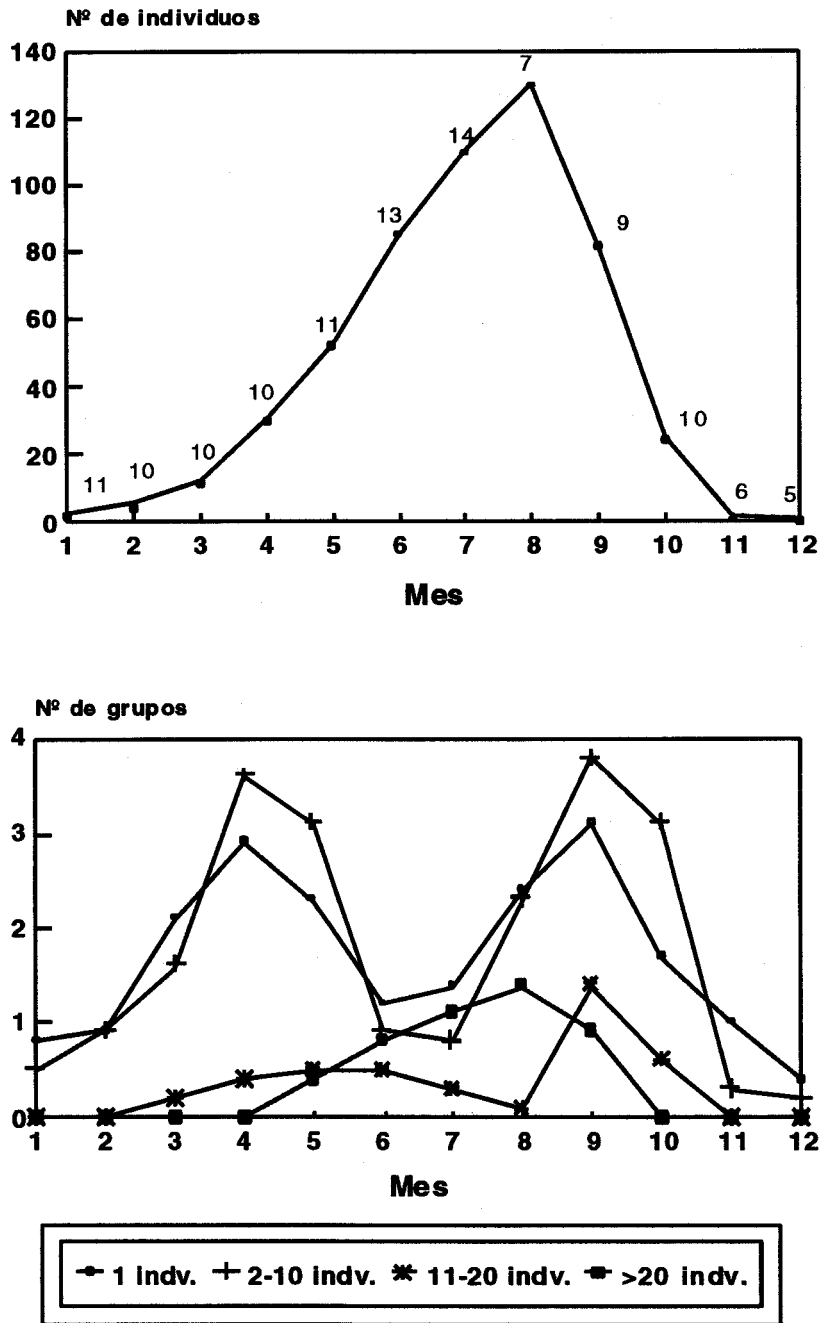 Nº de individuos
140
120
100
80
60
40
20
0
11 10 10 10 11 13 14 7 9 10 6 5
1 2 3 4 5 6 7 8 9 10 11 12
Mes
Nº de grupos
4
3
2
1
0
1 2 3 4 5 6 7 8 9 10 11 12
Mes
1 indv. 2-10 indv. 11-20 indv. >20 indv.